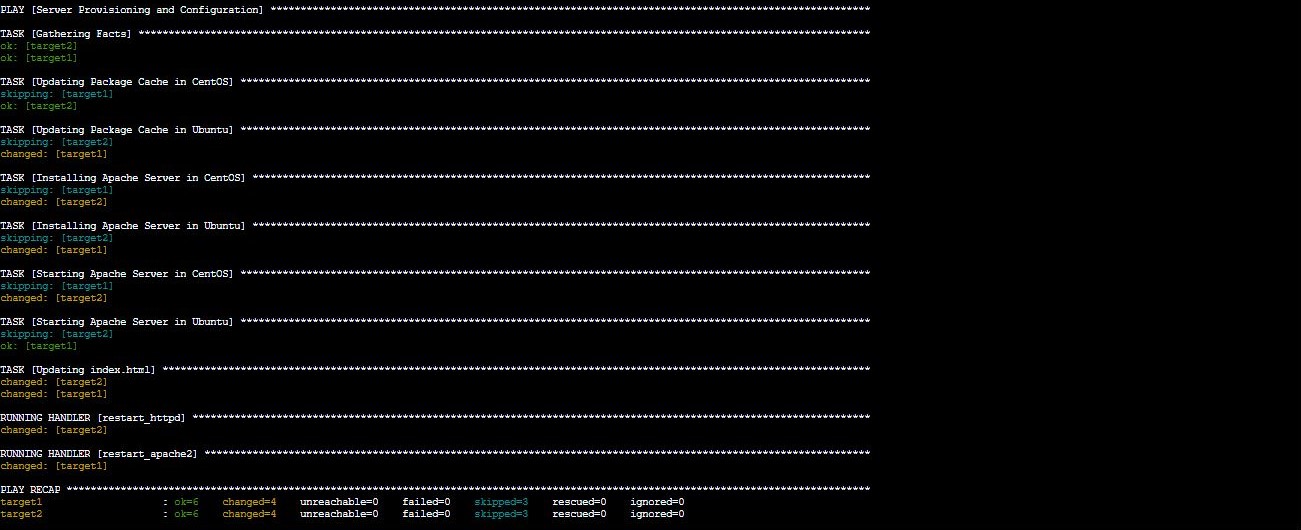 PLAY [Server Provisioning and Configuration] ****************************************************************************************************
TASK [Gathering Facts] **************************************************************************************************************************
ok: [target2]
ok: [target1]
TASK [Updating Package Cache in CentOS] *********************************************************************************************************
skipping: [target1]
ok: [target2]
TASK [Updating Package Cache in Ubuntu] *********************************************************************************************************
skipping: [target2]
changed: [target1]
TASK [Installing Apache Server in CentOS] *******************************************************************************************************
skipping: [target1]
changed: [target2]
TASK [Installing Apache Server in Ubuntu] *******************************************************************************************************
skipping: [target2]
changed: [target1]
TASK [Starting Apache Server in CentOS] *********************************************************************************************************
skipping: [target1]
changed: [target2]
TASK [Starting Apache Server in Ubuntu] *********************************************************************************************************
skipping: [target2]
ok: [target1]
TASK [Updating index.html] **********************************************************************************************************************
changed: [target2]
changed: [target1]
RUNNING HANDLER [restart_httpd] *****************************************************************************************************************
changed: [target2]
RUNNING HANDLER [restart_apache2] ***************************************************************************************************************
changed: [target1]
PLAY RECAP **************************************************************************************************************************************
target1                    : ok=6    changed=4    unreachable=0    failed=0    skipped=3    rescued=0    ignored=0
target2                    : ok=6    changed=4    unreachable=0    failed=0    skipped=3    rescued=0    ignored=0